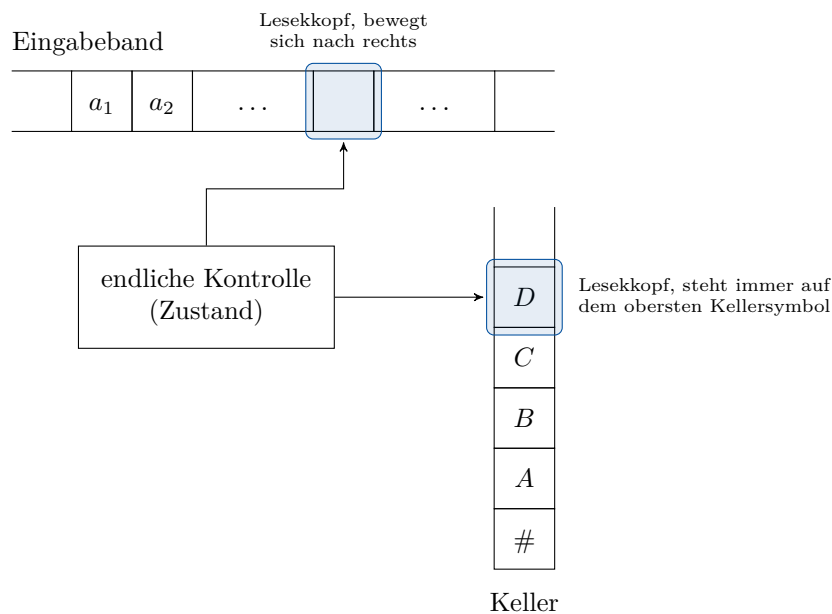 Lesekkopf, bewegt
sich nach rechts
Eingabeband
a1 a2 ... ...
endliche Kontrolle
(Zustand)
D
Lesekkopf, steht immer auf
dem obersten Kellersymbol
C
B
A
#
Keller